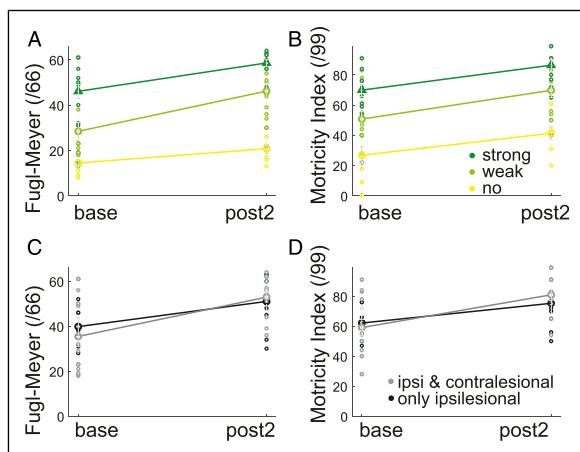 A
Fugl-Meyer (/66)
60
40
20
0
base
post2
B
Motricity Index (/99)
80
60
40
20
0
strong
weak
no
base
post2
C
Fugl-Meyer (/66)
60
40
20
0
base
post2
D
Motricity Index (/99)
80
60
40
20
0
ipsi & contralesional
only ipsilesional
base
post2